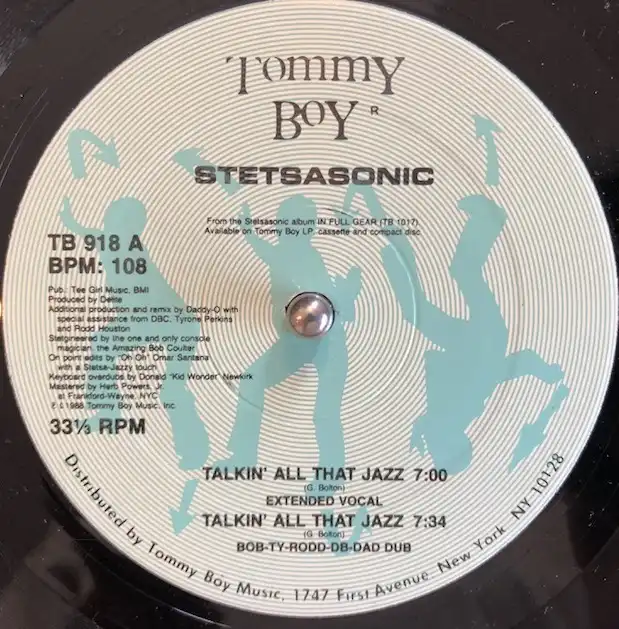 TOMMY
BOY ®
STETSASONIC
From the Stetsasonic album IN FULL GEAR (TB 1017).
Available on Tommy Boy LP, cassette and compact disc
TB 918 A
BPM: 108
Pub.: Tee Girl Music, BMI
Produced by Delite
Additional production and remix by Daddy-O with
special assistance from DBC, Tyrone Perkins
and Rodd Houston
Stetgineered by the one and only console
magician, the Amazing Bob Coulter
On point edits by "Oh Oh" Omar Santana
with a Stetsa-Jazzy touch
Keyboard overdubs by Donald "Kid Wonder" Newkirk
Mastered by Herb Powers, Jr.
at Frankford-Wayne, NYC
℗ © 1988 Tommy Boy Music, Inc.
33⅓ RPM
TALKIN' ALL THAT JAZZ 7:00
(G. Bolton)
EXTENDED VOCAL
TALKIN' ALL THAT JAZZ 7:34
(G. Bolton)
BOB-TY-RODD-DB-DAD DUB
Distributed by Tommy Boy Music, 1747 First Avenue, New York, NY 10128